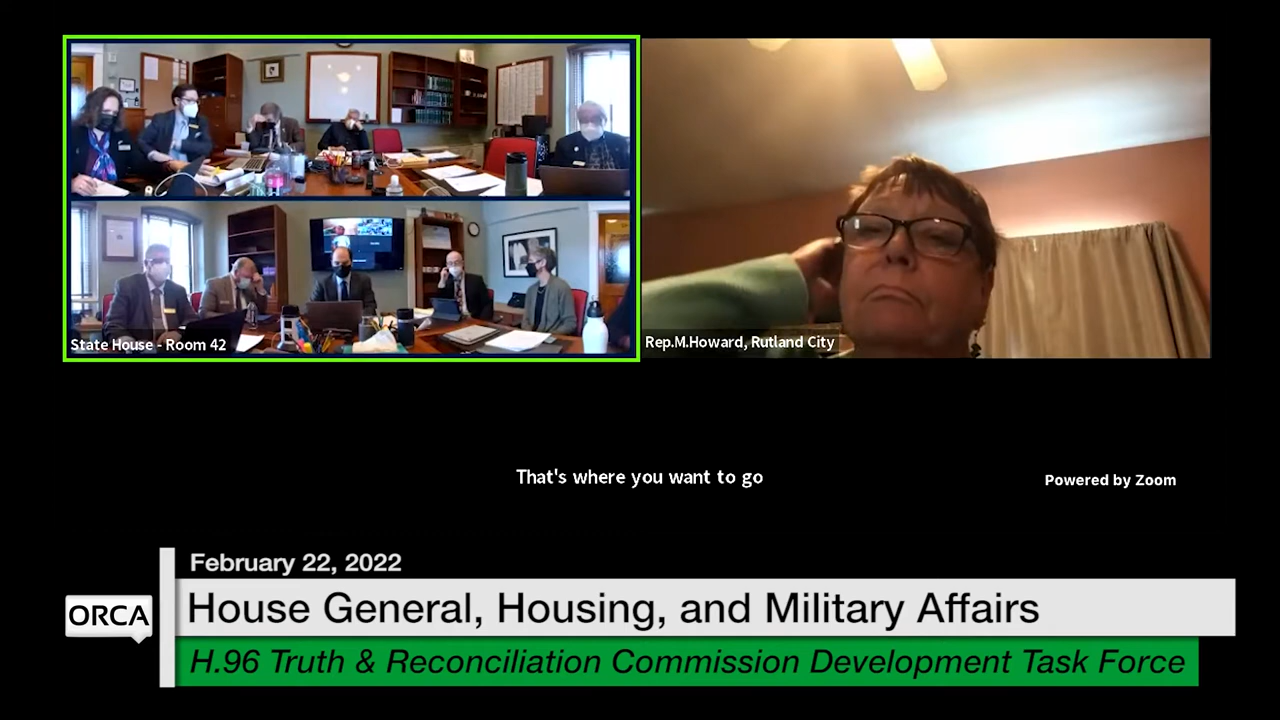 State House - Room 42
Rep.M.Howard, Rutland City
That's where you want to go
Powered by Zoom
February 22, 2022
ORCA
House General, Housing, and Military Affairs
H.96 Truth & Reconciliation Commission Development Task Force